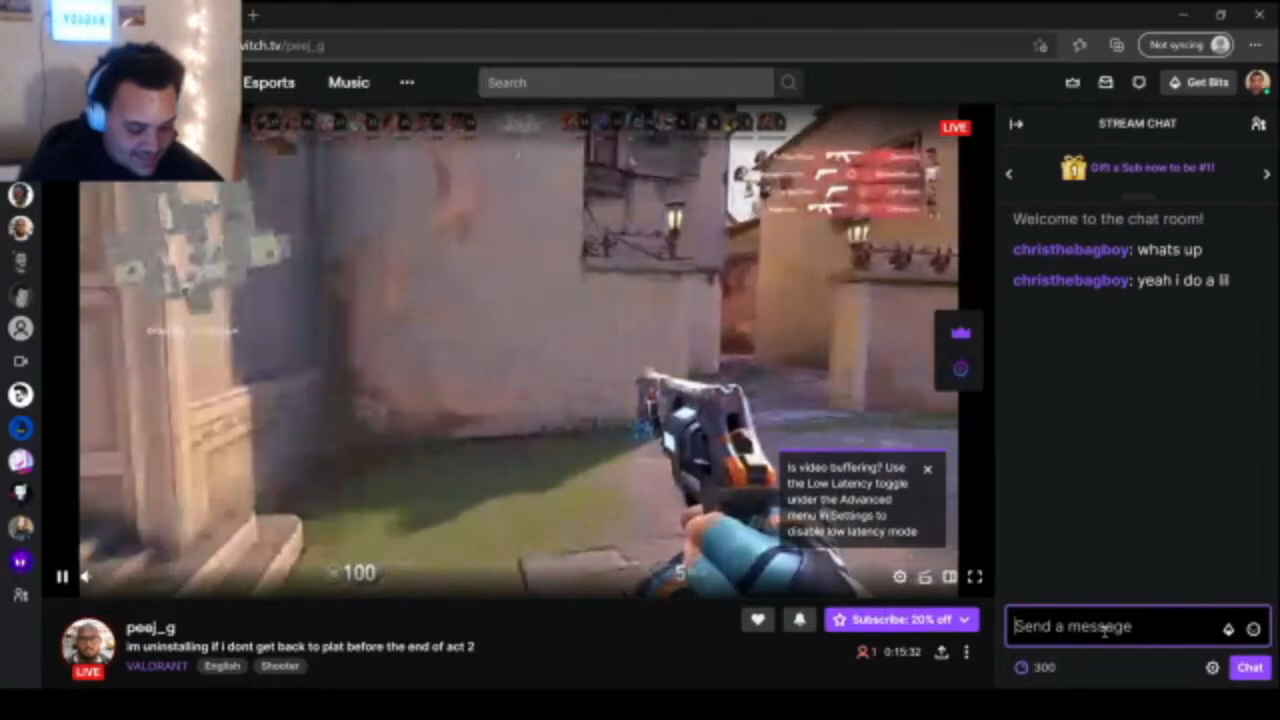 witch.tv/peej_g
Not syncing
Esports
Music
Search
Get Bits
LIVE
STREAM CHAT
1
Gift a Sub now to be #1!
Welcome to the chat room!
christhebagboy: whats up
christhebagboy: yeah i do a lil
Is video buffering? Use
the Low Latency toggle
under the Advanced
menu in Settings to
disable low latency mode
100
5
peej_g
im uninstalling if i dont get back to plat before the end of act 2
VALORANT
English
Shooter
LIVE
Subscribe: 20% off
1
0:15:32
Send a message
300
Chat